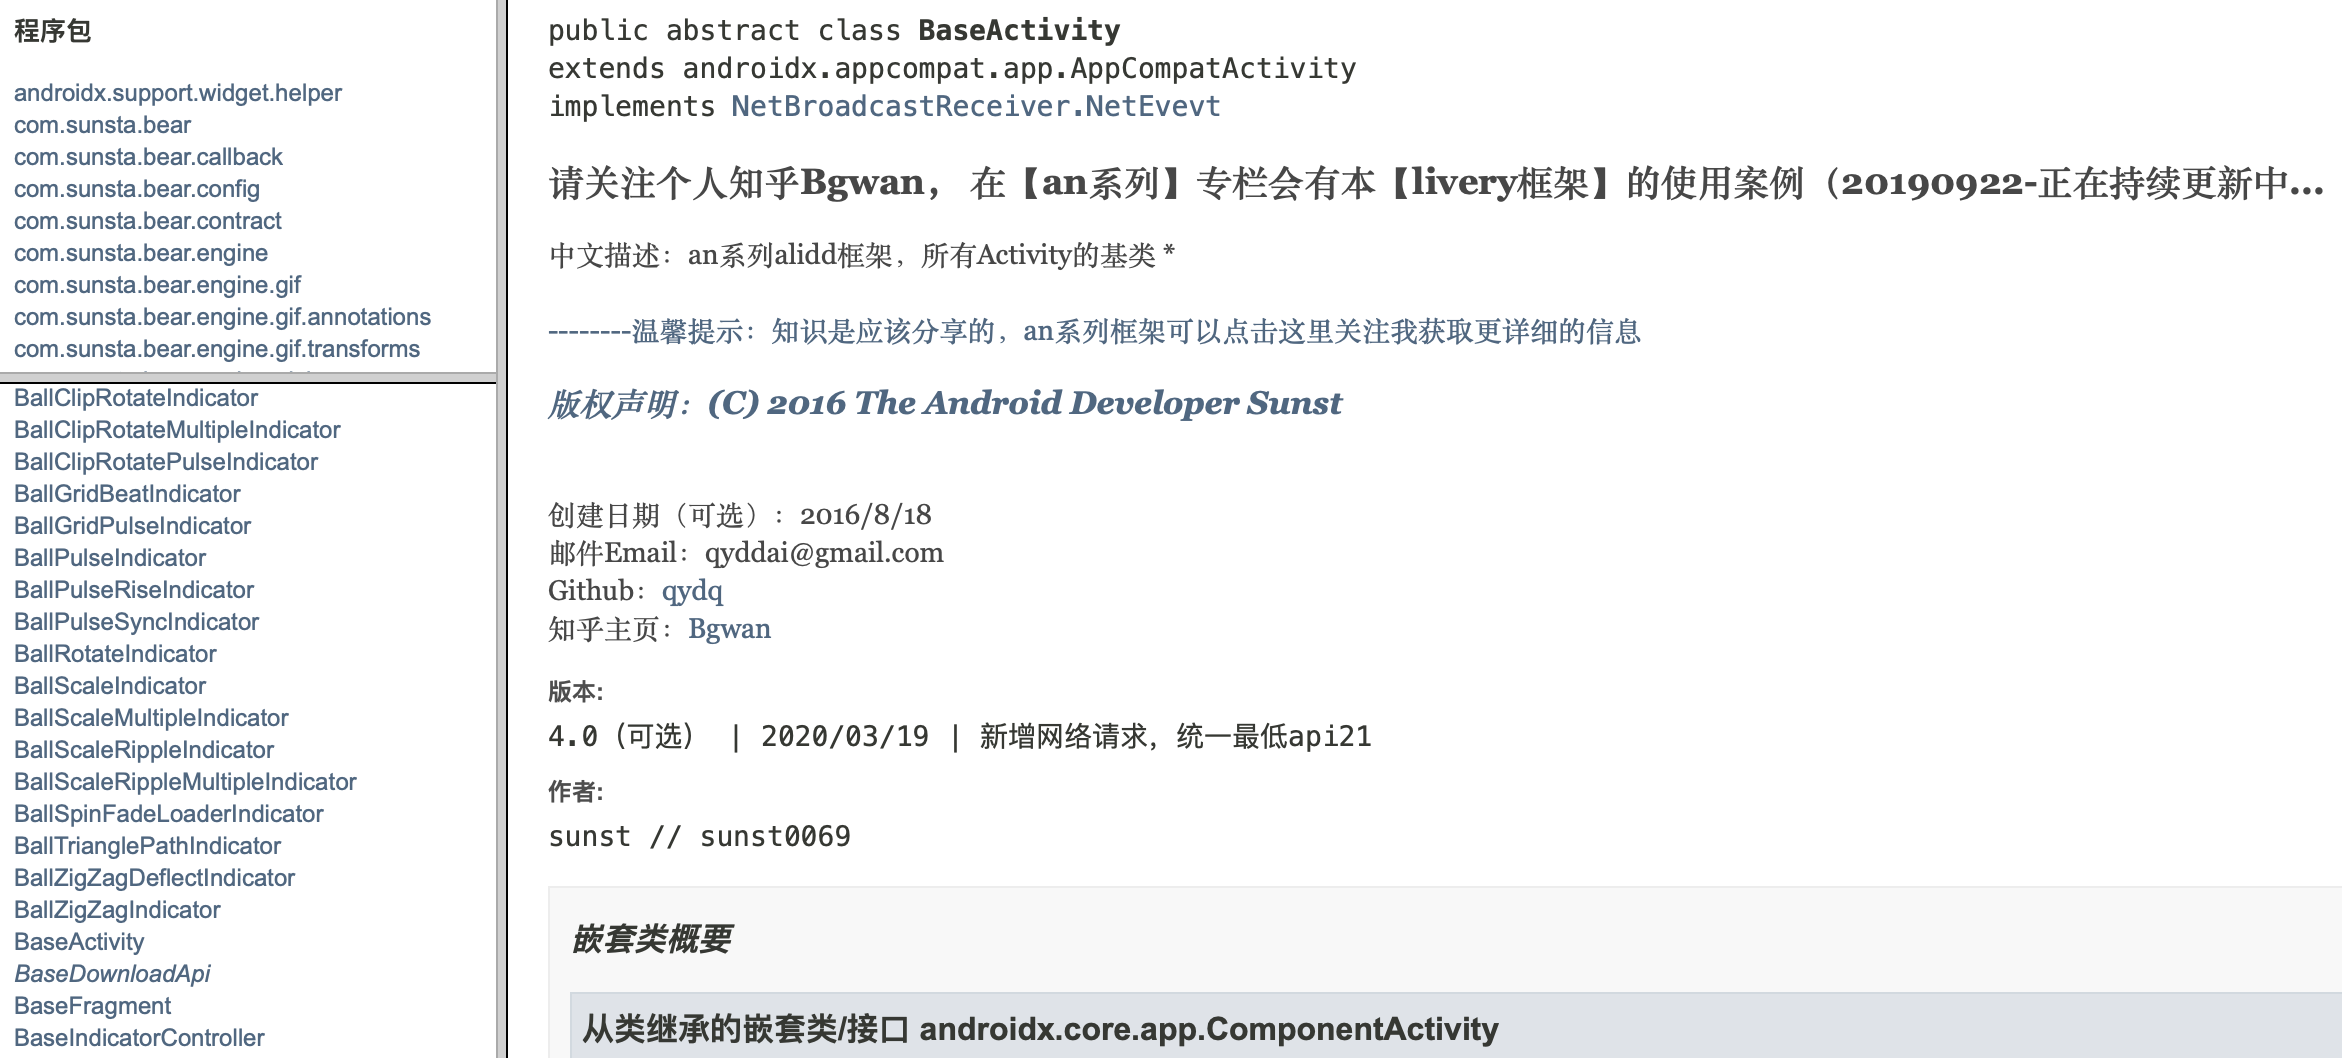 程序包
androidx.support.widget.helper
com.sunsta.bear
com.sunsta.bear.callback
com.sunsta.bear.config
com.sunsta.bear.contract
com.sunsta.bear.engine
com.sunsta.bear.engine.gif
com.sunsta.bear.engine.gif.annotations
com.sunsta.bear.engine.gif.transforms
BallClipRotateIndicator
BallClipRotateMultipleIndicator
BallClipRotatePulseIndicator
BallGridBeatIndicator
BallGridPulseIndicator
BallPulseIndicator
BallPulseRiseIndicator
BallPulseSyncIndicator
BallRotateIndicator
BallScaleIndicator
BallScaleMultipleIndicator
BallScaleRippleIndicator
BallScaleRippleMultipleIndicator
BallSpinFadeLoaderIndicator
BallTrianglePathIndicator
BallZigZagDeflectIndicator
BallZigZagIndicator
BaseActivity
BaseDownloadApi
BaseFragment
BaseIndicatorController
public abstract class BaseActivity
extends androidx.appcompat.app.AppCompatActivity
implements NetBroadcastReceiver.NetEvevt
请关注个人知乎Bgwan， 在【an系列】专栏会有本【livery框架】的使用案例（20190922-正在持续更新中...
中文描述：an系列alidd框架，所有Activity的基类 *
--------温馨提示：知识是应该分享的，an系列框架可以点击这里关注我获取更详细的信息
版权声明：(C) 2016 The Android Developer Sunst
创建日期（可选）：2016/8/18
邮件Email：qyddai@gmail.com
Github：qydq
知乎主页：Bgwan
版本:
4.0（可选） | 2020/03/19 | 新增网络请求，统一最低api21
作者:
sunst // sunst0069
嵌套类概要
从类继承的嵌套类/接口 androidx.core.app.ComponentActivity